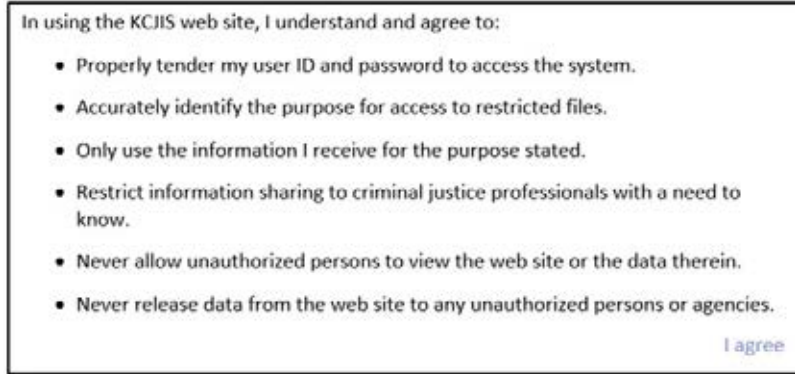 In using the KCJIS web site, I understand and agree to:
• Properly tender my user ID and password to access the system.
• Accurately identify the purpose for access to restricted files.
• Only use the information I receive for the purpose stated.
• Restrict information sharing to criminal justice professionals with a need to
know.
• Never allow unauthorized persons to view the web site or the data therein.
• Never release data from the web site to any unauthorized persons or agencies.
I agree